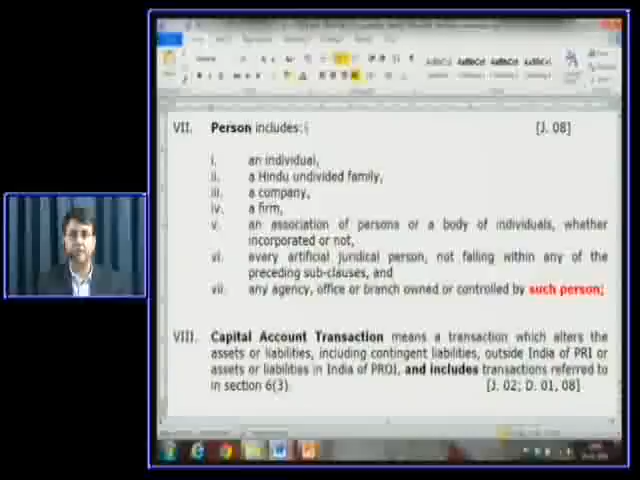 AaBbCcI AaBbCcI AaBbCcI AaBbCcI
VII. Person includes: [J. 08]
i. an individual,
ii. a Hindu undivided family,
iii. a company,
iv. a firm,
v. an association of persons or a body of individuals, whether
incorporated or not,
vi. every artificial juridical person, not falling within any of the
preceding sub-clauses, and
vii. any agency, office or branch owned or controlled by such person;
VIII. Capital Account Transaction means a transaction which alters the
assets or liabilities, including contingent liabilities, outside India of PRI or
assets or liabilities in India of PROI, and includes transactions referred to
in section 6(3). [J. 02; D. 01, 08]